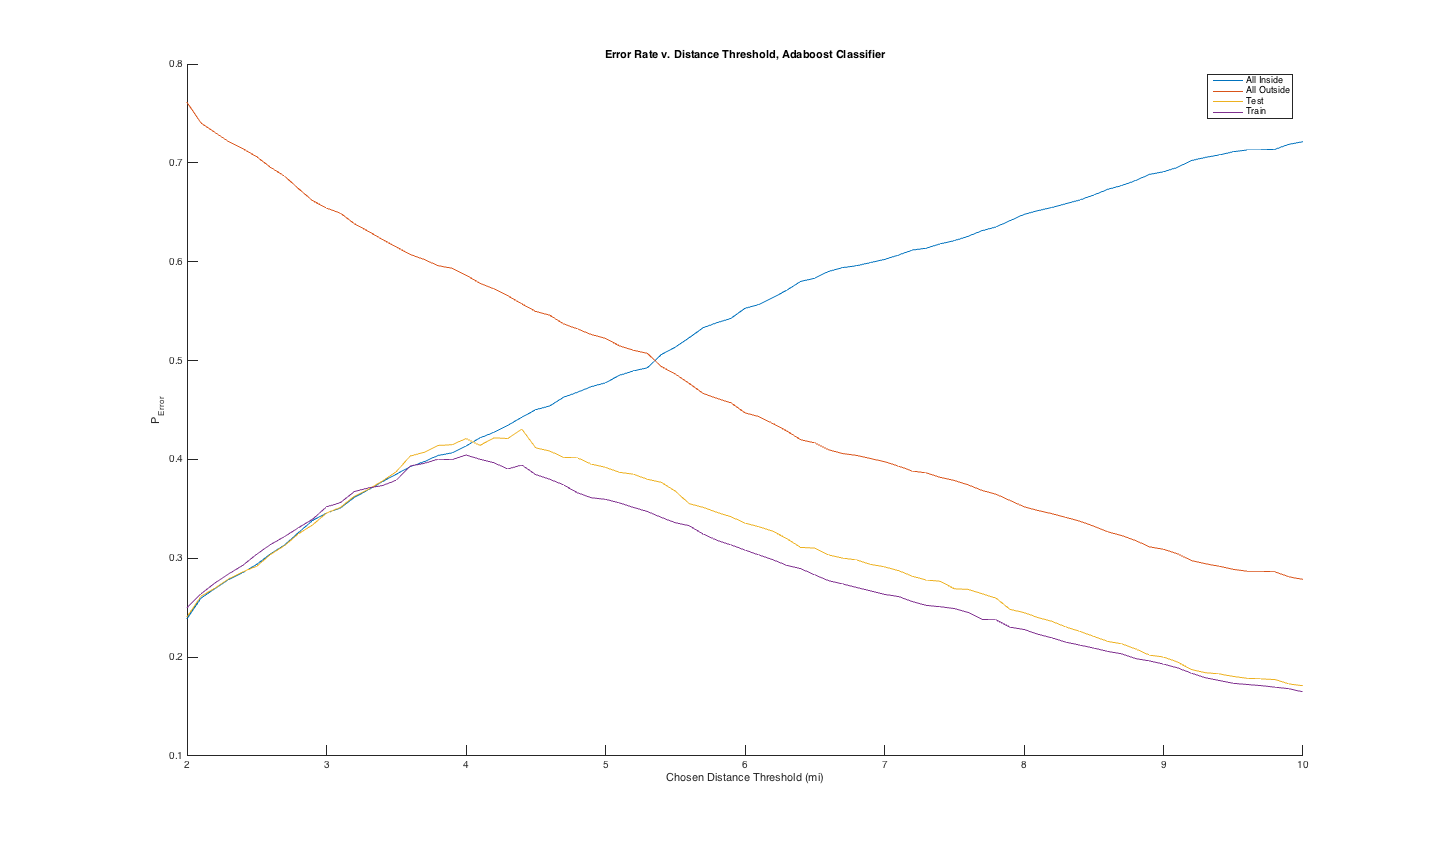 Error Rate v. Distance Threshold, Adaboost Classifier
All Inside
All Outside
Test
Train
0.8
0.7
0.6
0.5
0.4
0.3
0.2
0.1
P_Error
2 3 4 5 6 7 8 9 10
Chosen Distance Threshold (mi)